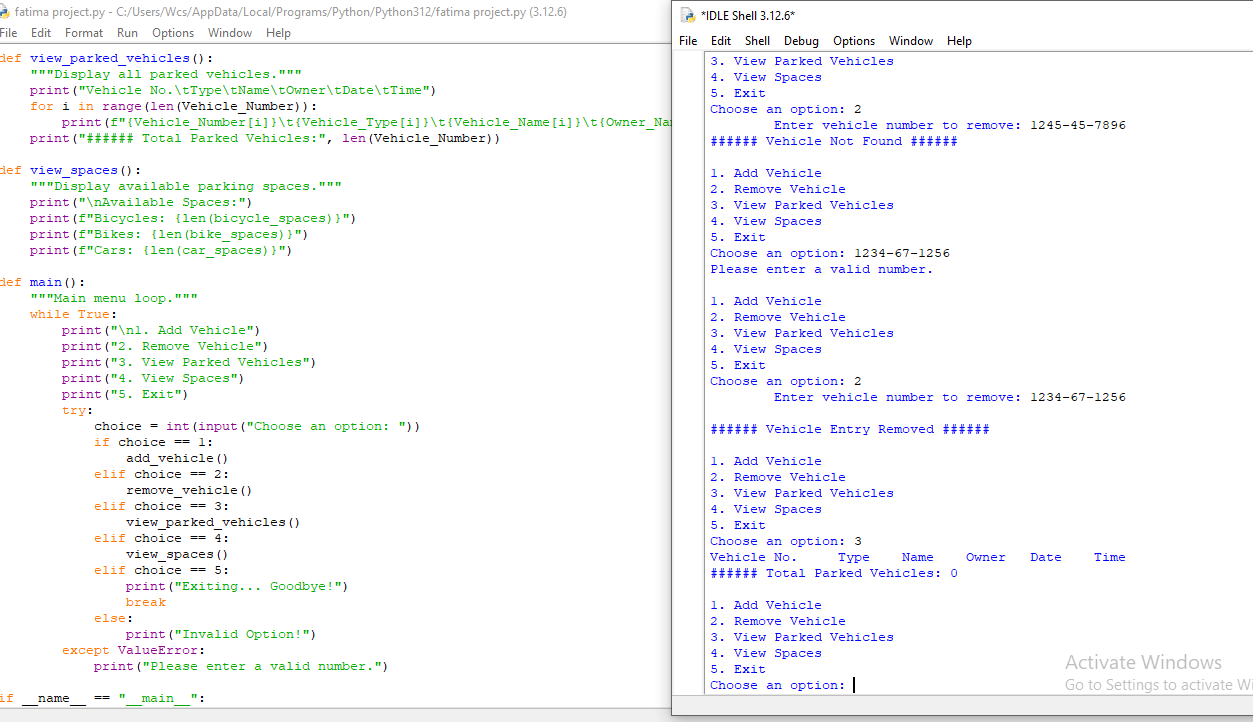 fatima project.py - C:/Users/Wcs/AppData/Local/Programs/Python/Python312/fatima project.py (3.12.6)
File Edit Format Run Options Window Help
def view_parked_vehicles():
    """Display all parked vehicles."""
    print("Vehicle No.\tType\tName\tOwner\tDate\tTime")
    for i in range(len(Vehicle_Number)):
        print(f"{Vehicle_Number[i]}\t{Vehicle_Type[i]}\t{Vehicle_Name[i]}\t{Owner_Na
    print("###### Total Parked Vehicles:", len(Vehicle_Number))
def view_spaces():
    """Display available parking spaces."""
    print("\nAvailable Spaces:")
    print(f"Bicycles: {len(bicycle_spaces)}")
    print(f"Bikes: {len(bike_spaces)}")
    print(f"Cars: {len(car_spaces)}")
def main():
    """Main menu loop."""
    while True:
        print("\n1. Add Vehicle")
        print("2. Remove Vehicle")
        print("3. View Parked Vehicles")
        print("4. View Spaces")
        print("5. Exit")
        try:
            choice = int(input("Choose an option: "))
            if choice == 1:
                add_vehicle()
            elif choice == 2:
                remove_vehicle()
            elif choice == 3:
                view_parked_vehicles()
            elif choice == 4:
                view_spaces()
            elif choice == 5:
                print("Exiting... Goodbye!")
                break
            else:
                print("Invalid Option!")
        except ValueError:
            print("Please enter a valid number.")
if __name__ == "__main__":
*IDLE Shell 3.12.6*
File Edit Shell Debug Options Window Help
3. View Parked Vehicles
4. View Spaces
5. Exit
Choose an option: 2
        Enter vehicle number to remove: 1245-45-7896
###### Vehicle Not Found ######
1. Add Vehicle
2. Remove Vehicle
3. View Parked Vehicles
4. View Spaces
5. Exit
Choose an option: 1234-67-1256
Please enter a valid number.
1. Add Vehicle
2. Remove Vehicle
3. View Parked Vehicles
4. View Spaces
5. Exit
Choose an option: 2
        Enter vehicle number to remove: 1234-67-1256
###### Vehicle Entry Removed ######
1. Add Vehicle
2. Remove Vehicle
3. View Parked Vehicles
4. View Spaces
5. Exit
Choose an option: 3
Vehicle No.     Type    Name    Owner   Date    Time
###### Total Parked Vehicles: 0
1. Add Vehicle
2. Remove Vehicle
3. View Parked Vehicles
4. View Spaces
5. Exit
Choose an option:
Activate Windows
Go to Settings to activate Wi